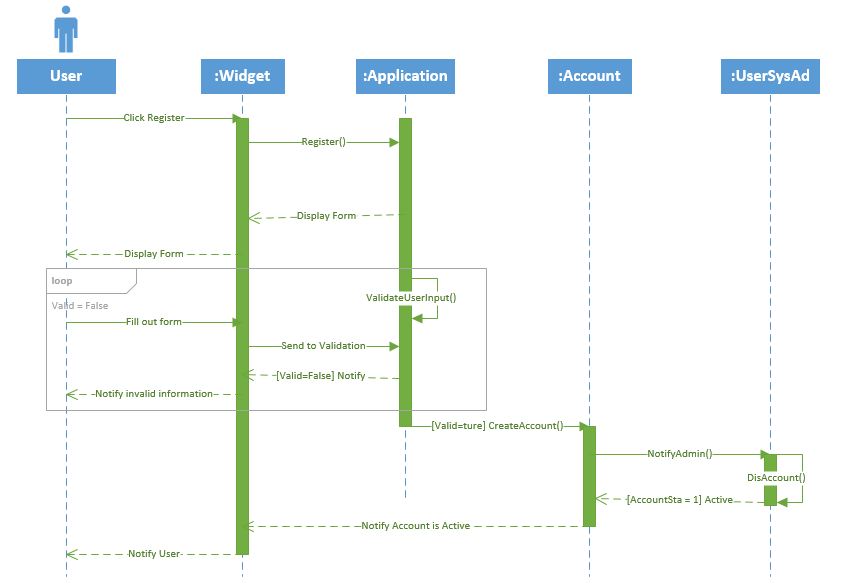 User
:Widget
:Application
:Account
:UserSysAd
Click Register
Register()
Display Form
Display Form
loop
Valid = False
ValidateUserInput()
Fill out form
Send to Validation
[Valid=False] Notify
Notify invalid information
[Valid=ture] CreateAccount()
NotifyAdmin()
DisAccount()
[AccountSta = 1] Active
Notify Account is Active
Notify User